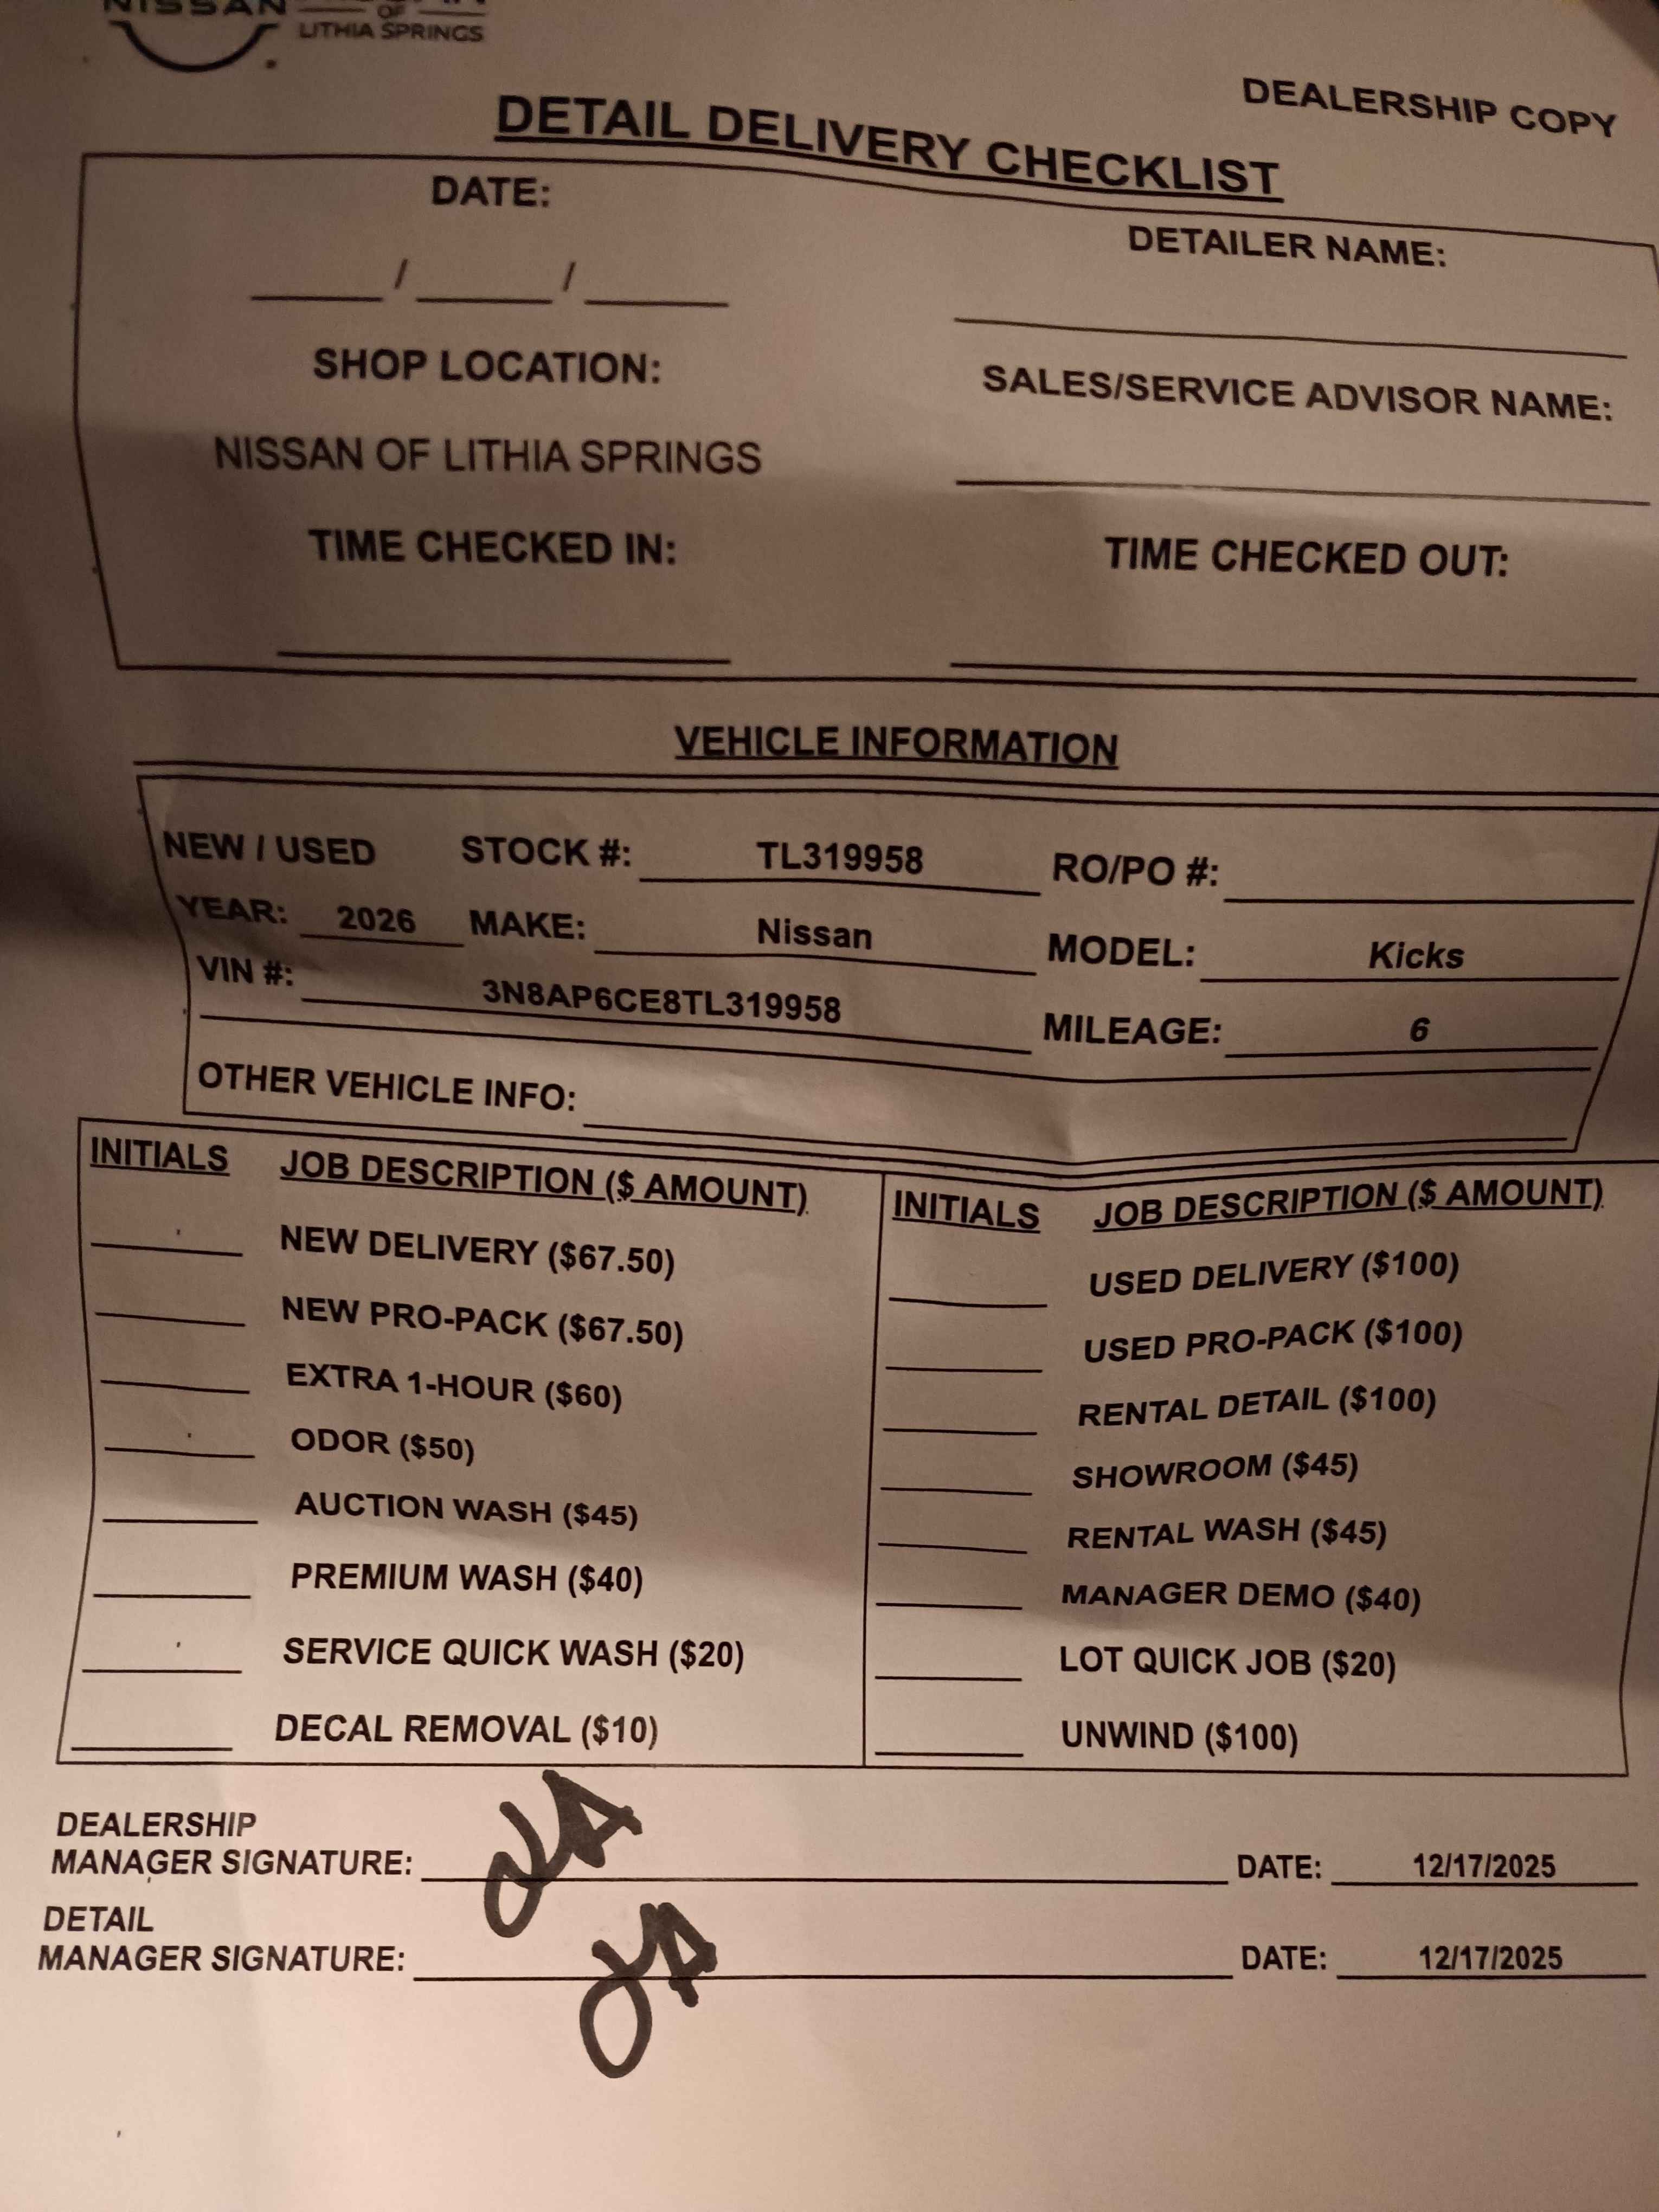 NISSAN
OF
LITHIA SPRINGS
DEALERSHIP COPY
DETAIL DELIVERY CHECKLIST
DATE:
____ / ____ / ____
DETAILER NAME:
SHOP LOCATION:
SALES/SERVICE ADVISOR NAME:
NISSAN OF LITHIA SPRINGS
TIME CHECKED IN:
TIME CHECKED OUT:
VEHICLE INFORMATION
NEW / USED STOCK #: TL319958 RO/PO #:
YEAR: 2026 MAKE: Nissan MODEL: Kicks
VIN #: 3N8AP6CE8TL319958 MILEAGE: 6
OTHER VEHICLE INFO:
INITIALS JOB DESCRIPTION ($ AMOUNT)
NEW DELIVERY ($67.50)
NEW PRO-PACK ($67.50)
EXTRA 1-HOUR ($60)
ODOR ($50)
AUCTION WASH ($45)
PREMIUM WASH ($40)
SERVICE QUICK WASH ($20)
DECAL REMOVAL ($10)
INITIALS JOB DESCRIPTION ($ AMOUNT)
USED DELIVERY ($100)
USED PRO-PACK ($100)
RENTAL DETAIL ($100)
SHOWROOM ($45)
RENTAL WASH ($45)
MANAGER DEMO ($40)
LOT QUICK JOB ($20)
UNWIND ($100)
DEALERSHIP
MANAGER SIGNATURE: JA DATE: 12/17/2025
DETAIL
MANAGER SIGNATURE: JA DATE: 12/17/2025